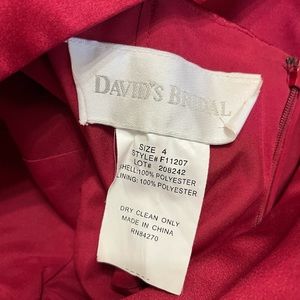 DAVID'S BRIDAL
SIZE 4
STYLE# F11207
LOT# 208242
SHELL:100% POLYESTER
LINING: 100% POLYESTER
DRY CLEAN ONLY
MADE IN CHINA
RN84270